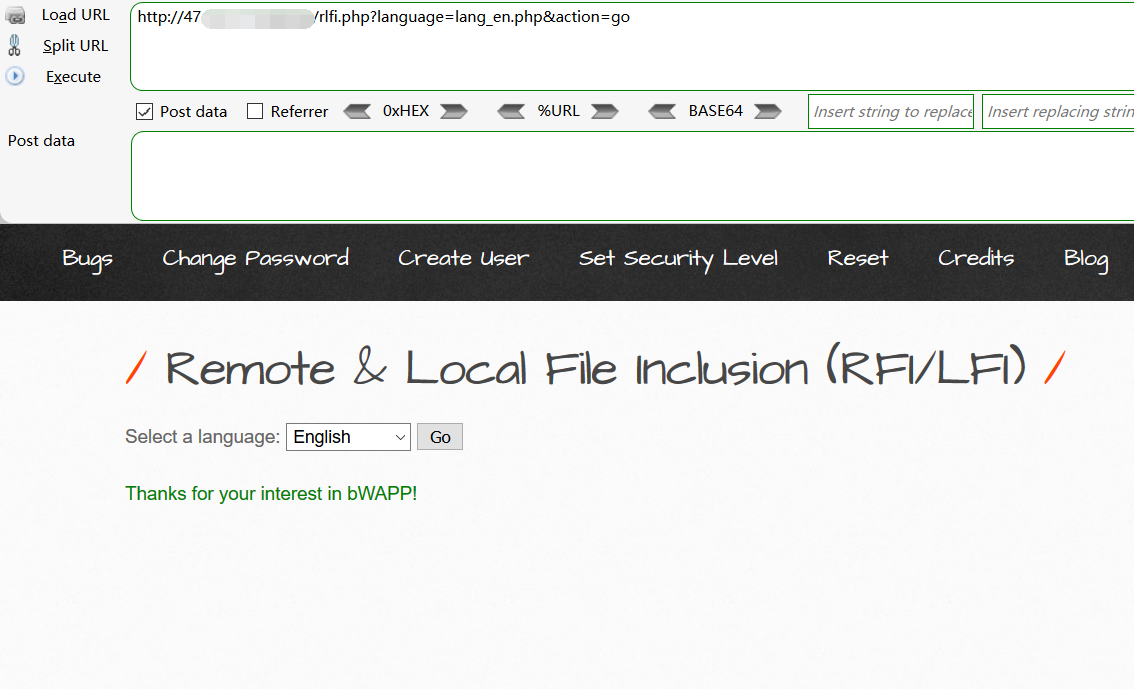 Load URL
http://47 /rlfi.php?language=lang_en.php&action=go
Split URL
Execute
Post data Referrer 0xHEX %URL BASE64 Insert string to replace Insert replacing strin
Post data
Bugs Change Password Create User Set Security Level Reset Credits Blog
/ Remote & Local File Inclusion (RFI/LFI) /
Select a language: English Go
Thanks for your interest in bWAPP!